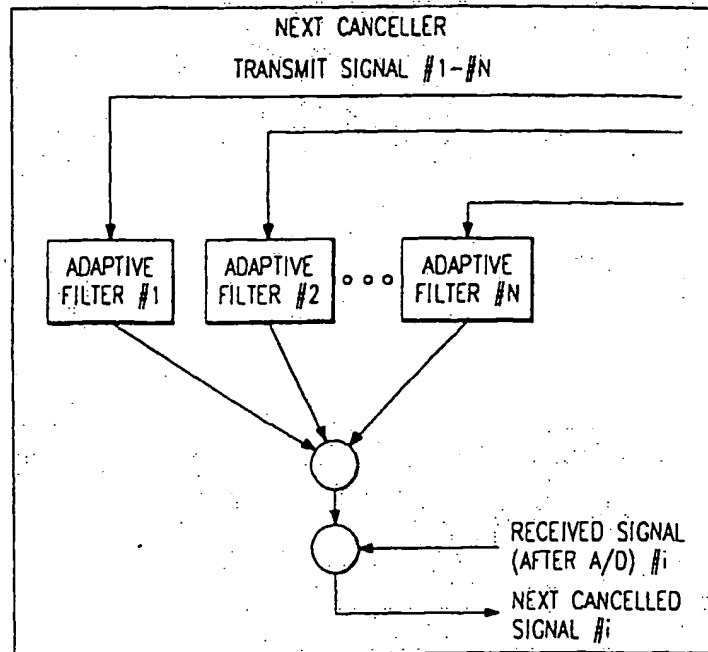 NEXT CANCELLER
TRANSMIT SIGNAL #1-#N
ADAPTIVE
FILTER #1
ADAPTIVE
FILTER #2
ADAPTIVE
FILTER #N
RECEIVED SIGNAL
(AFTER A/D) #i
NEXT CANCELLED
SIGNAL #i